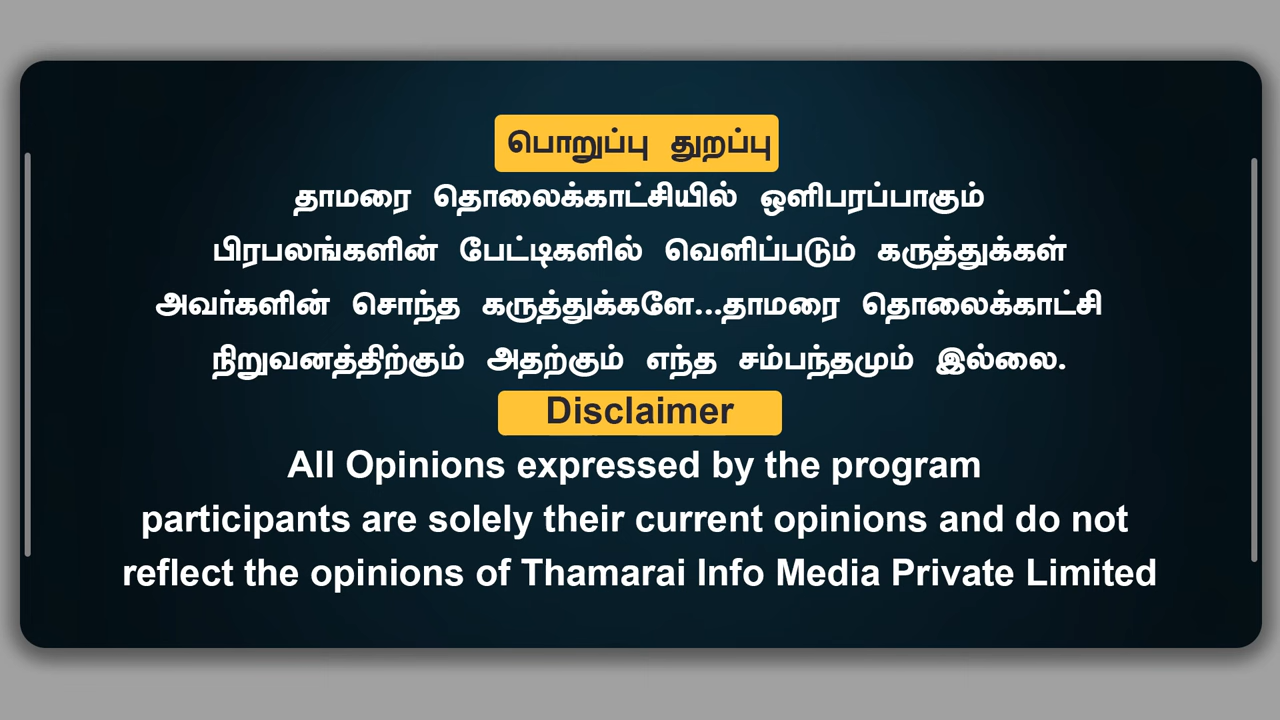 பொறுப்பு துறப்பு
தாமரை தொலைக்காட்சியில் ஒளிபரப்பாகும்
பிரபலங்களின் பேட்டிகளில் வெளிப்படும் கருத்துக்கள்
அவர்களின் சொந்த கருத்துக்களே...தாமரை தொலைக்காட்சி
நிறுவனத்திற்கும் அதற்கும் எந்த சம்பந்தமும் இல்லை.
Disclaimer
All Opinions expressed by the program
participants are solely their current opinions and do not
reflect the opinions of Thamarai Info Media Private Limited